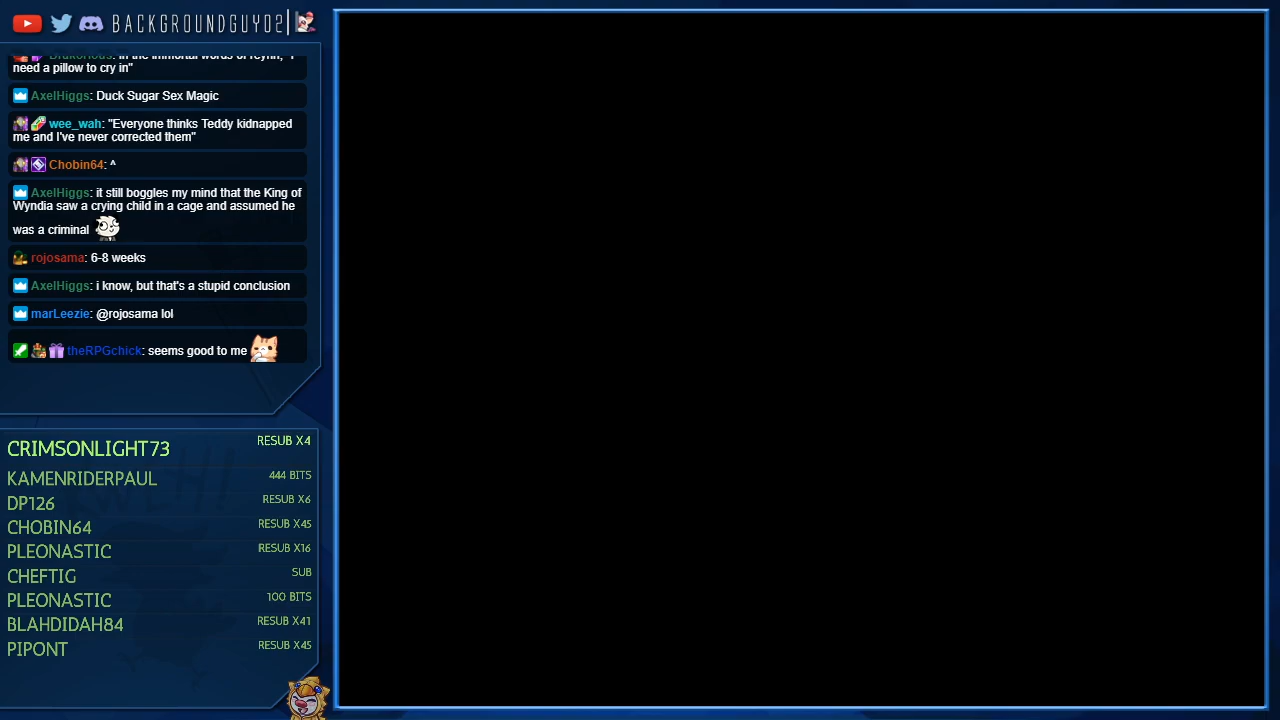 BACKGROUNDGUY02
need a pillow to cry in"
AxelHiggs: Duck Sugar Sex Magic
wee_wah: "Everyone thinks Teddy kidnapped
me and I've never corrected them"
Chobin64: ^
AxelHiggs: it still boggles my mind that the King of
Wyndia saw a crying child in a cage and assumed he
was a criminal
rojosama: 6-8 weeks
AxelHiggs: i know, but that's a stupid conclusion
marLeezie: @rojosama lol
theRPGchick: seems good to me
CRIMSONLIGHT73 RESUB X4
KAMENRIDERPAUL 444 BITS
DP126 RESUB X6
CHOBIN64 RESUB X45
PLEONASTIC RESUB X16
CHEFTIG SUB
PLEONASTIC 100 BITS
BLAHDIDAH84 RESUB X41
PIPONT RESUB X45